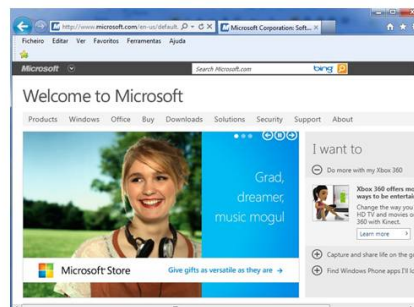 http://www.microsoft.com/en-us/default.
Microsoft Corporation: Soft...
Ficheiro Editar Ver Favoritos Ferramentas Ajuda
Microsoft
Search Microsoft.com
bing
Welcome to Microsoft
Products Windows Office Buy Downloads Solutions Security Support About
Grad,
dreamer,
music mogul
Microsoft Store
Give gifts as versatile as they are
I want to
Do more with my Xbox 360
Xbox 360 offers mo
ways to be entertai
Change the way you
HD TV and movies o
360 with Kinect.
Learn more
Capture and share life on the g
Find Windows Phone apps I'll l